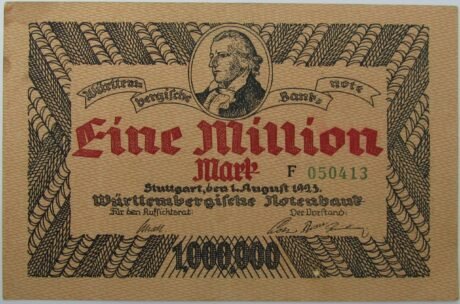 Württem bergische Bank note
Eine Million
Mark F 050413
Stuttgart, den 1. August 1923.
Württembergische Notenbank
Für den Aufsichtsrat: Der Vorstand:
1,000,000